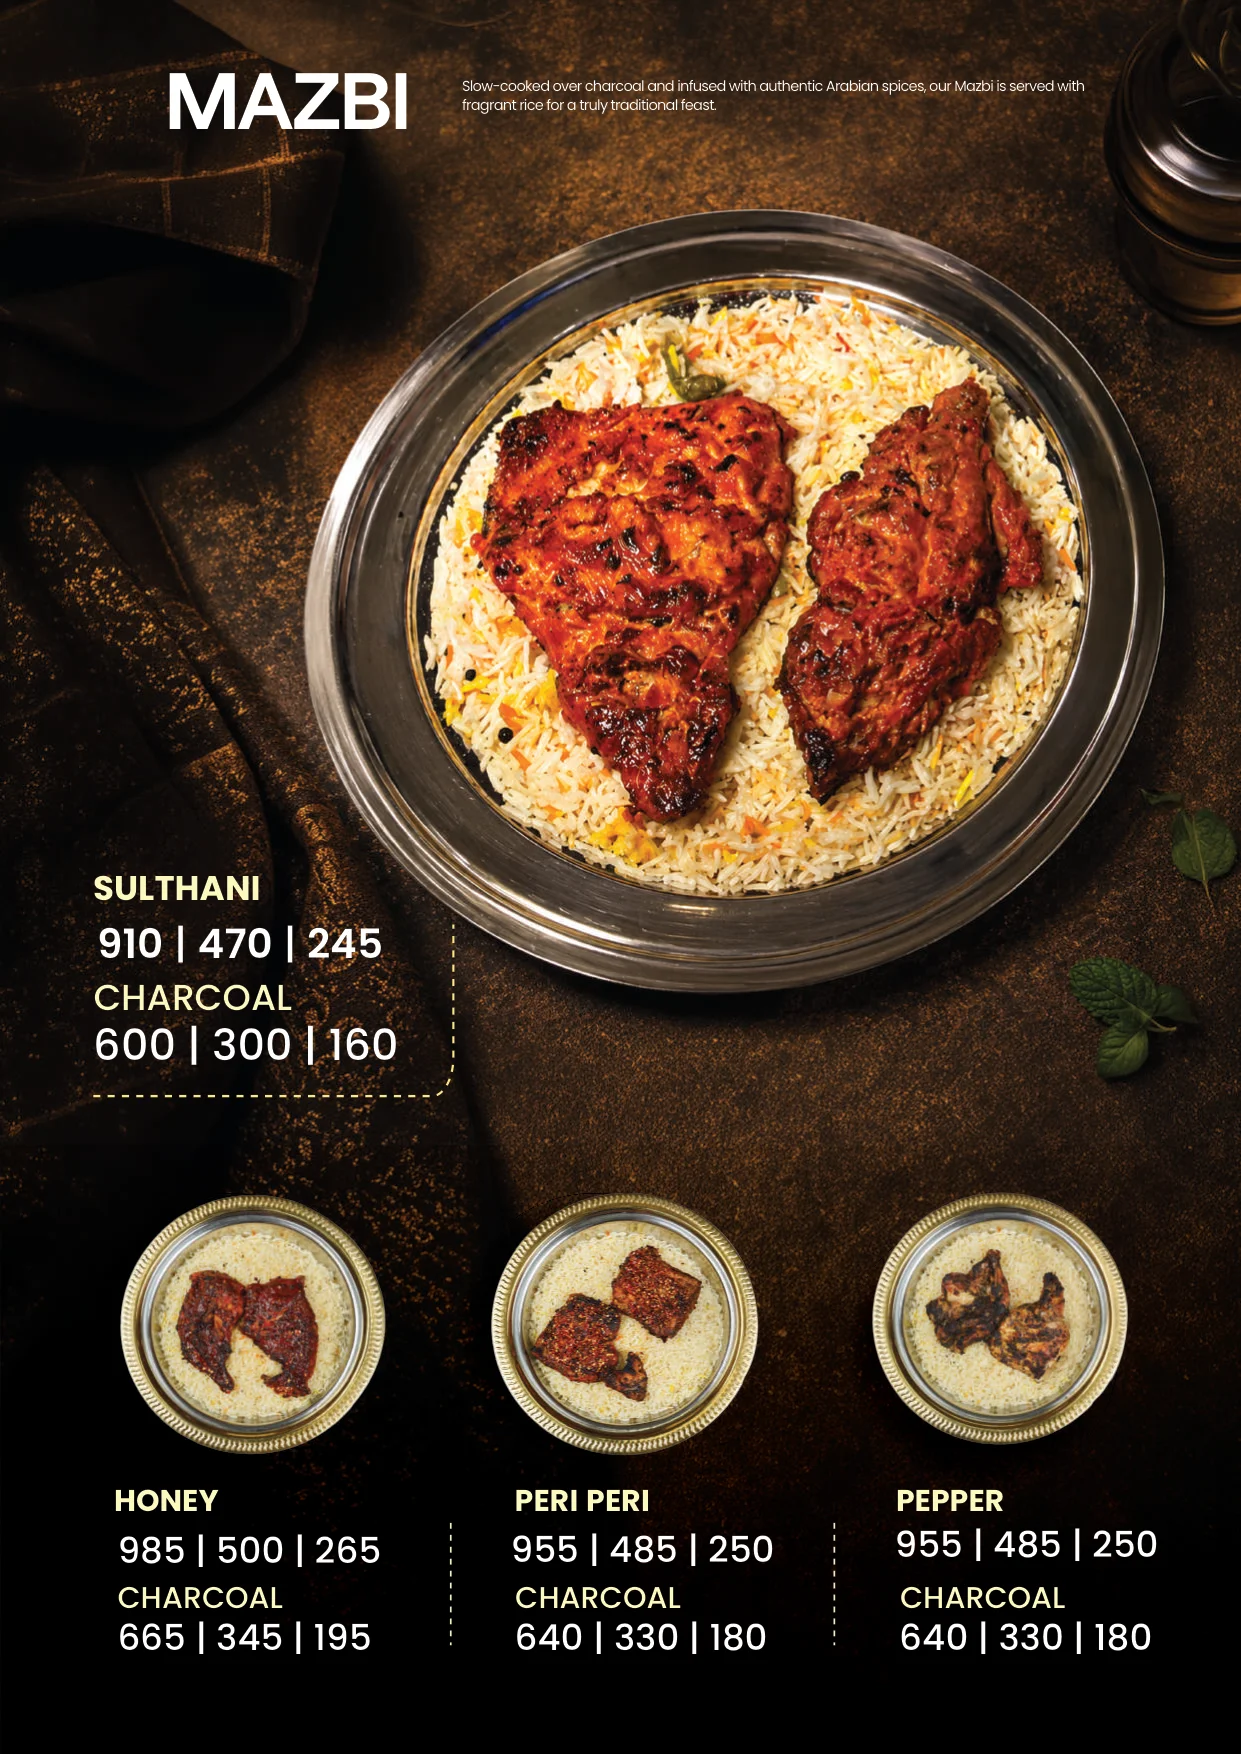 MAZBI
Slow-cooked over charcoal and infused with authentic Arabian spices, our Mazbi is served with
fragrant rice for a truly traditional feast.
SULTHANI
910 | 470 | 245
CHARCOAL
600 | 300 | 160
HONEY
985 | 500 | 265
CHARCOAL
665 | 345 | 195
PERI PERI
955 | 485 | 250
CHARCOAL
640 | 330 | 180
PEPPER
955 | 485 | 250
CHARCOAL
640 | 330 | 180